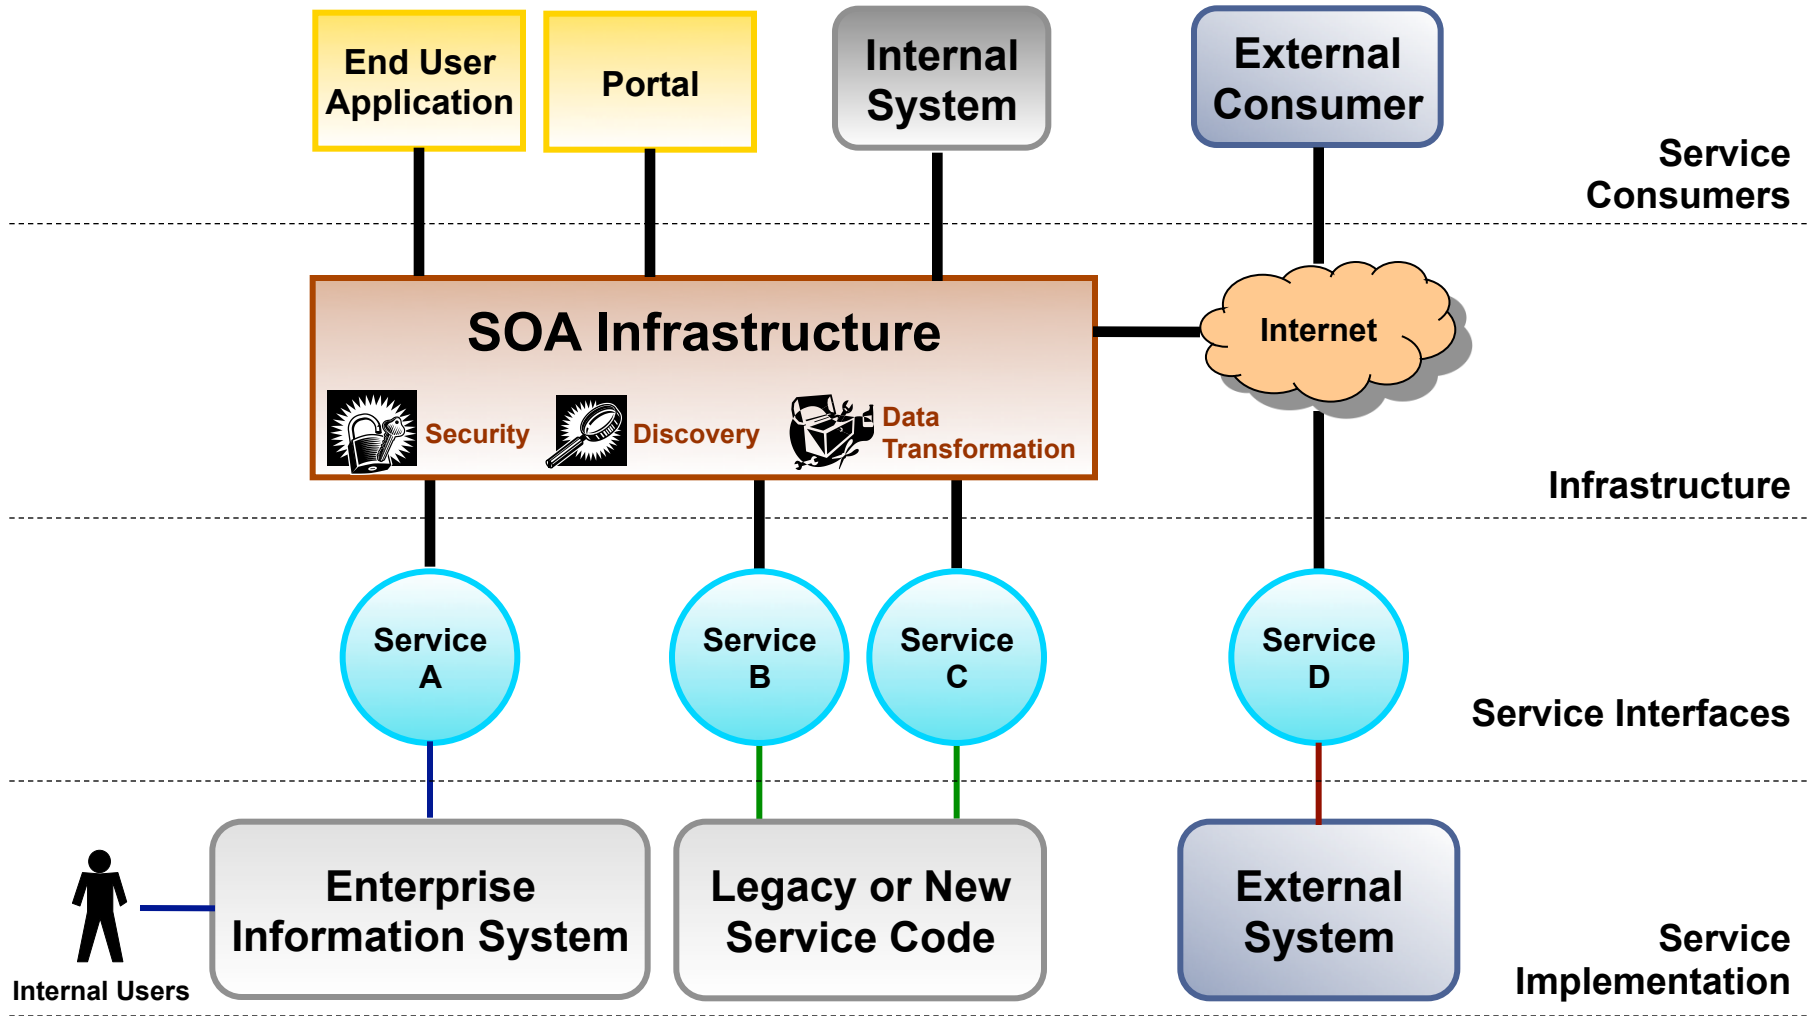 End User
Application
Portal
Internal
System
External
Consumer
Service
Consumers
SOA Infrastructure
Internet
Security
Discovery
Data
Transformation
Infrastructure
Service
A
Service
B
Service
C
Service
D
Service Interfaces
Enterprise
Information System
Legacy or New
Service Code
External
System
Internal Users
Service
Implementation